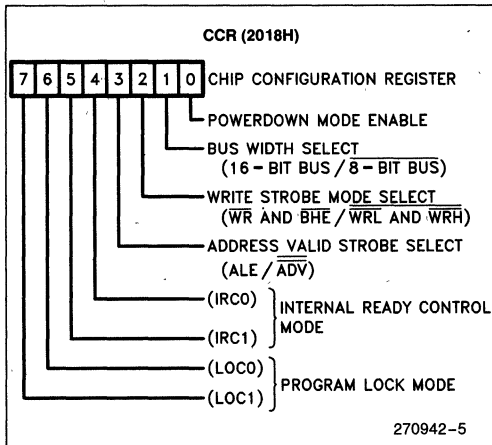 CCR (2018H)
7 6 5 4 3 2 1 0 CHIP CONFIGURATION REGISTER
POWERDOWN MODE ENABLE
BUS WIDTH SELECT
(16-BIT BUS / 8-BIT BUS)
WRITE STROBE MODE SELECT
(WR AND BHE / WRL AND WRH)
ADDRESS VALID STROBE SELECT
(ALE / ADV)
(IRC0) INTERNAL READY CONTROL
(IRC1) MODE
(LOC0) PROGRAM LOCK MODE
(LOC1)
270942-5